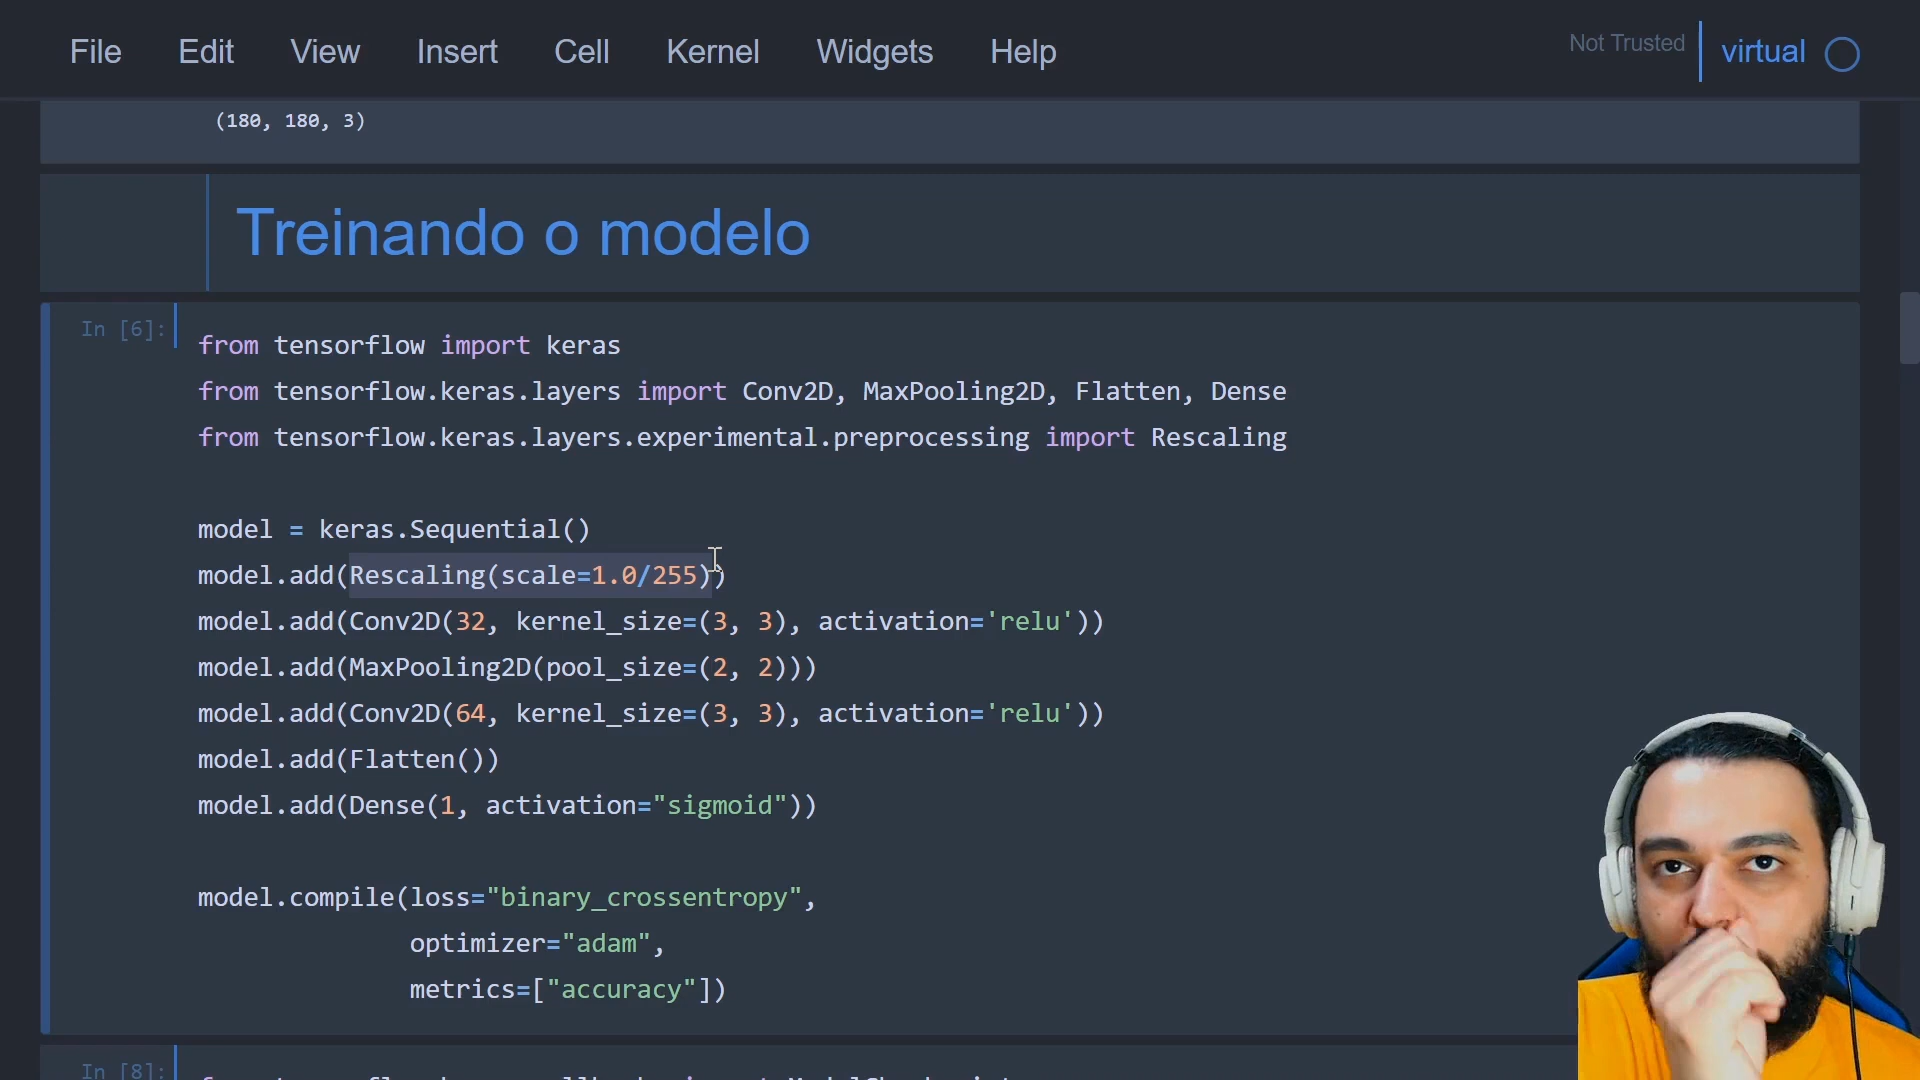 File Edit View Insert Cell Kernel Widgets Help Not Trusted virtual
(180, 180, 3)
Treinando o modelo
In [6]:
from tensorflow import keras
from tensorflow.keras.layers import Conv2D, MaxPooling2D, Flatten, Dense
from tensorflow.keras.layers.experimental.preprocessing import Rescaling
model = keras.Sequential()
model.add(Rescaling(scale=1.0/255))
model.add(Conv2D(32, kernel_size=(3, 3), activation='relu'))
model.add(MaxPooling2D(pool_size=(2, 2)))
model.add(Conv2D(64, kernel_size=(3, 3), activation='relu'))
model.add(Flatten())
model.add(Dense(1, activation="sigmoid"))
model.compile(loss="binary_crossentropy",
optimizer="adam",
metrics=["accuracy"])
In [8]: